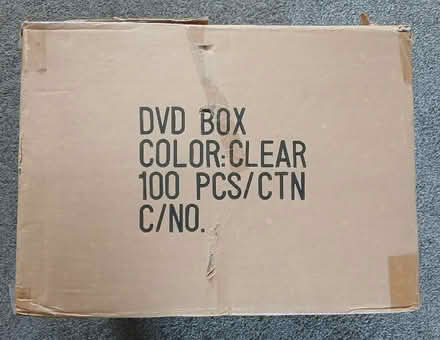 DVD BOX
COLOR:CLEAR
100 PCS/CTN
C/NO.